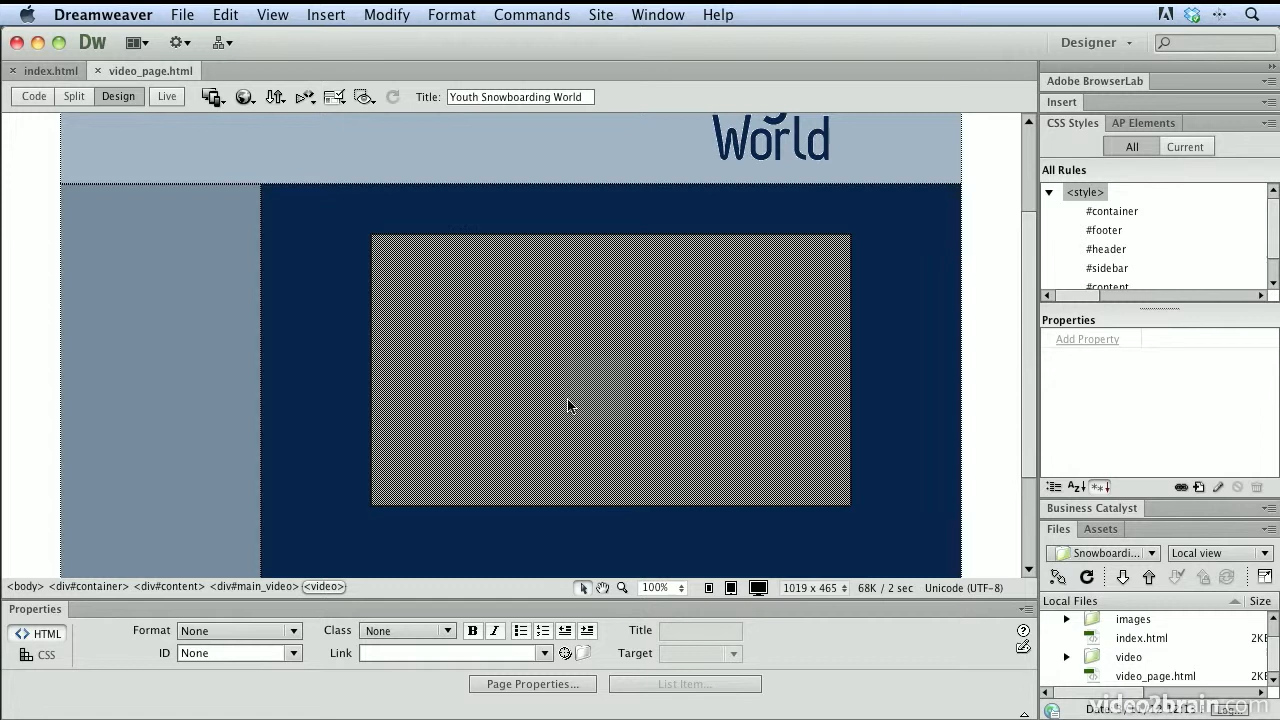 Dreamweaver File Edit View Insert Modify Format Commands Site Window Help
Dw Designer
index.html video_page.html
Code Split Design Live Title: Youth Snowboarding World
World
Adobe BrowserLab
Insert
CSS Styles AP Elements
All Current
All Rules
<style>
#container
#footer
#header
#sidebar
#content
Properties
Add Property
Business Catalyst
Files Assets
Snowboardi... Local view
Local Files Size
images
index.html 2KB
video
video_page.html 2KB
Log...
<body> <div#container> <div#content> <div#main_video> <video> 100% 1019 x 465 68K / 2 sec Unicode (UTF-8)
Properties
HTML Format None Class None B I Title
CSS ID None Link Target
Page Properties... List Item...
video2brain.com